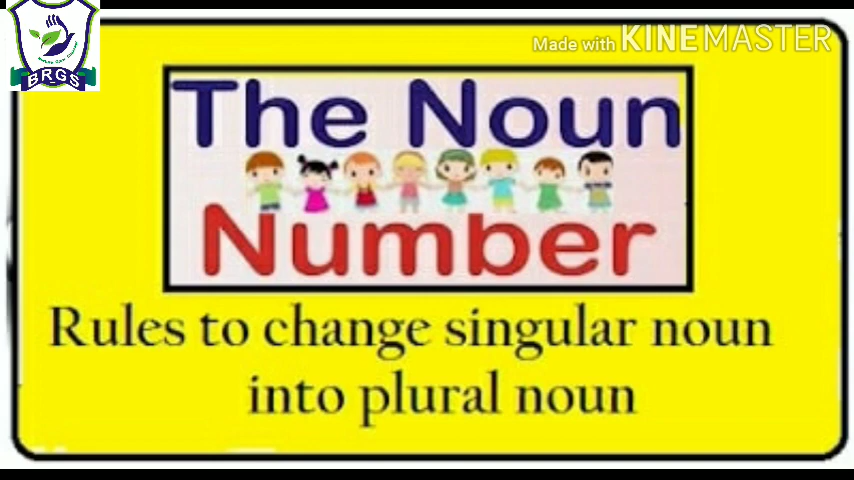 Made with KINEMASTER
BRGS
The Noun
Number
Rules to change singular noun
into plural noun